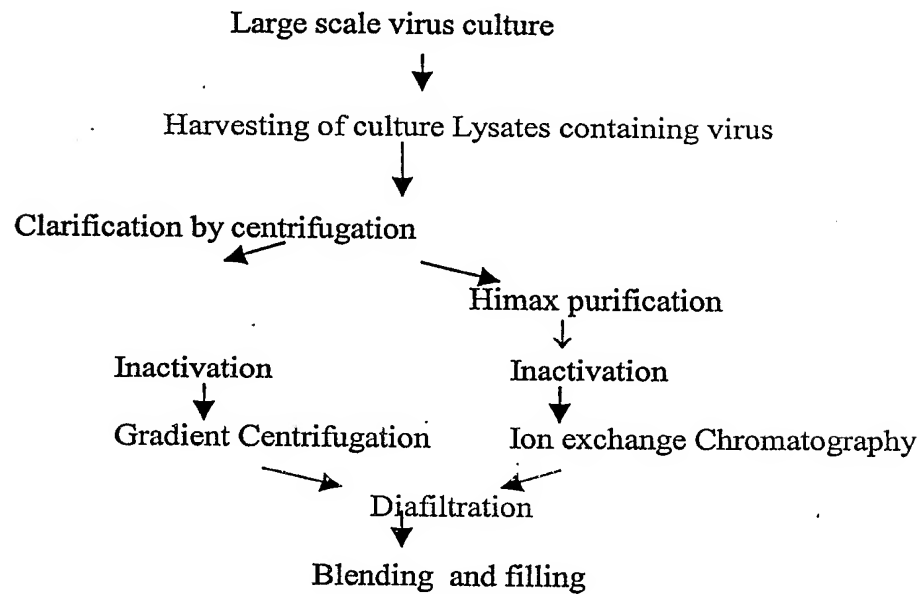 Large scale virus culture
Harvesting of culture Lysates containing virus
Clarification by centrifugation
Himax purification
Inactivation
Inactivation
Gradient Centrifugation
Ion exchange Chromatography
Diafiltration
Blending and filling